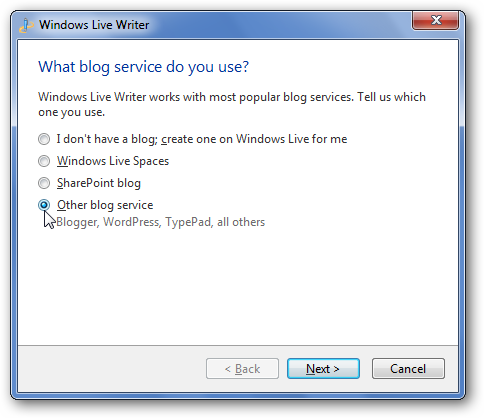 Windows Live Writer
What blog service do you use?
Windows Live Writer works with most popular blog services. Tell us which
one you use.
I don't have a blog; create one on Windows Live for me
Windows Live Spaces
SharePoint blog
Other blog service
Blogger, WordPress, TypePad, all others
< Back
Next >
Cancel